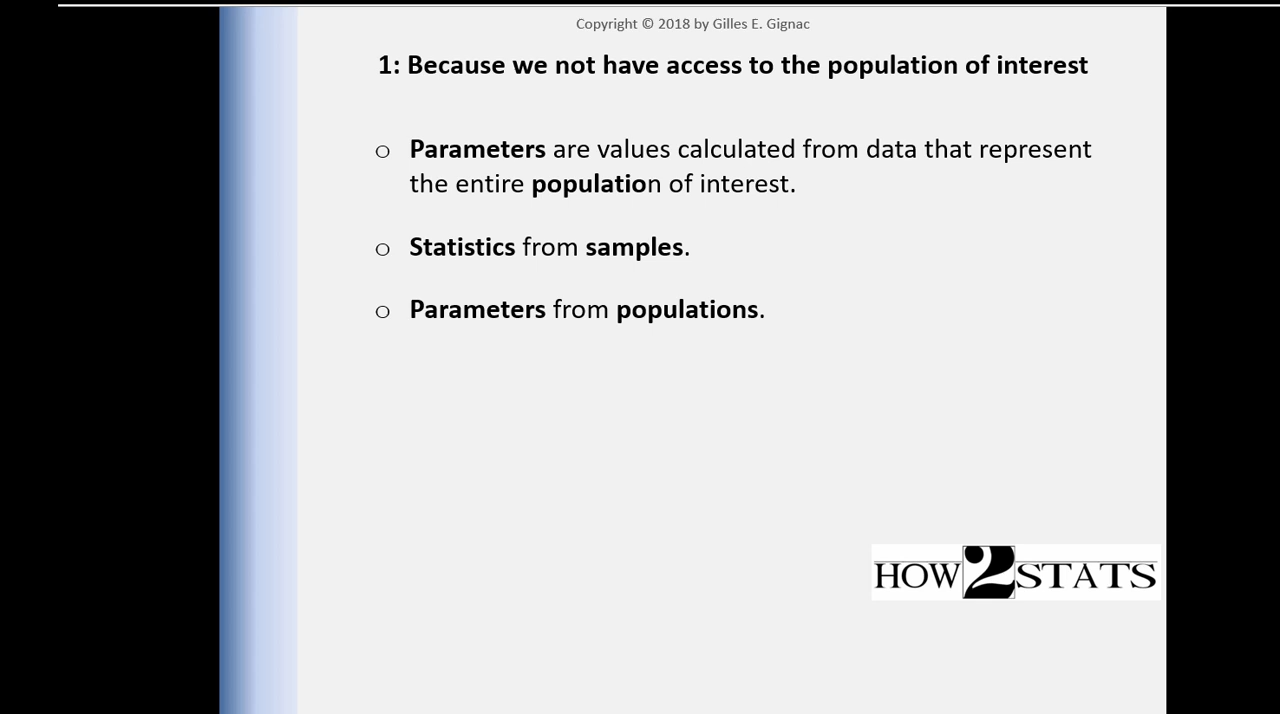 Copyright © 2018 by Gilles E. Gignac
1: Because we not have access to the population of interest
o Parameters are values calculated from data that represent
the entire population of interest.
o Statistics from samples.
o Parameters from populations.
HOW2STATS